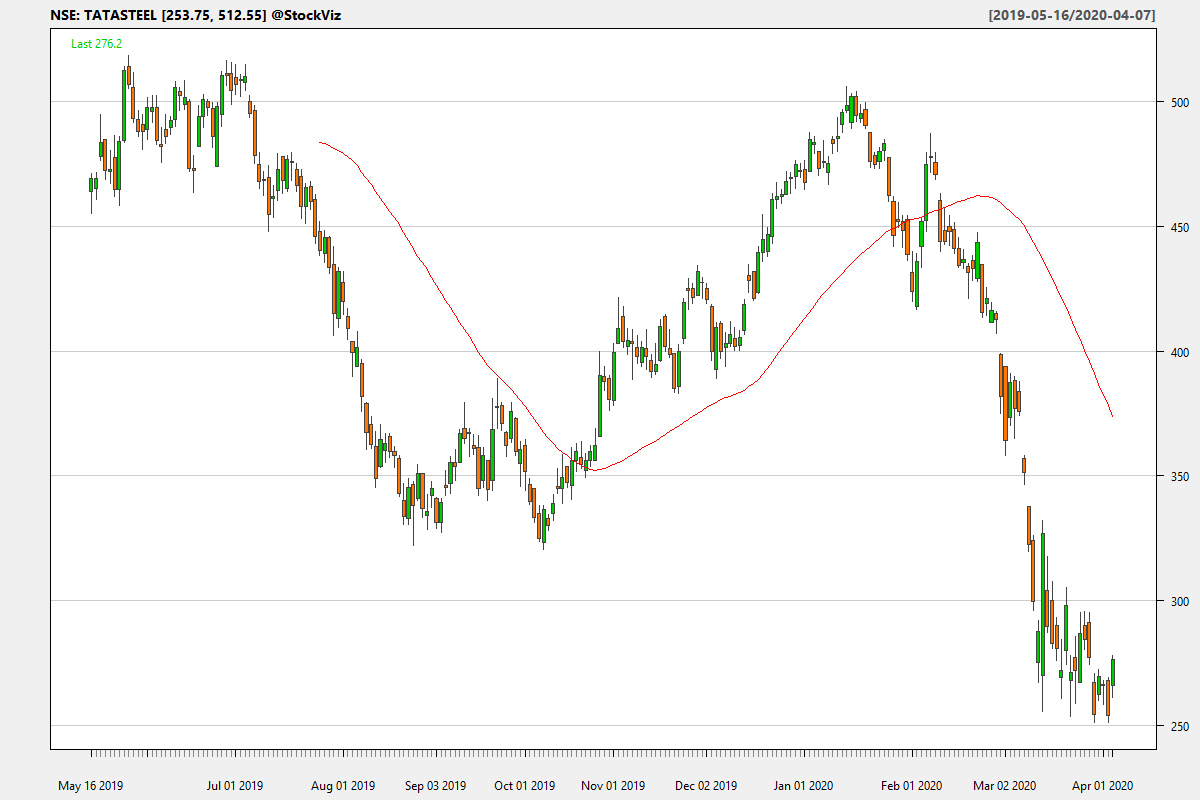 NSE: TATASTEEL [253.75, 512.55] @StockViz
[2019-05-16/2020-04-07]
Last 276.2
500
450
400
350
300
250
May 16 2019
Jul 01 2019
Aug 01 2019
Sep 03 2019
Oct 01 2019
Nov 01 2019
Dec 02 2019
Jan 01 2020
Feb 01 2020
Mar 02 2020
Apr 01 2020